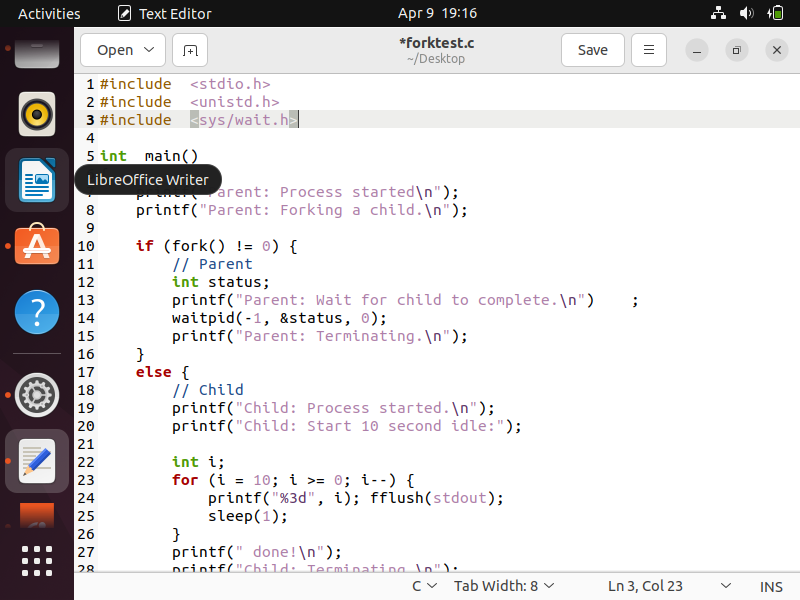 Activities Text Editor Apr 9 19:16
Open *forktest.c Save
~/Desktop
1 #include <stdio.h>
2 #include <unistd.h>
3 #include <sys/wait.h>
4
5 int main()
LibreOffice Writer
printf("Parent: Process started\n");
8 printf("Parent: Forking a child.\n");
9
10 if (fork() != 0) {
11 // Parent
12 int status;
13 printf("Parent: Wait for child to complete.\n") ;
14 waitpid(-1, &status, 0);
15 printf("Parent: Terminating.\n");
16 }
17 else {
18 // Child
19 printf("Child: Process started.\n");
20 printf("Child: Start 10 second idle:");
21
22 int i;
23 for (i = 10; i >= 0; i--) {
24 printf("%3d", i); fflush(stdout);
25 sleep(1);
26 }
27 printf(" done!\n");
28 printf("Child: Terminating.\n");
C Tab Width: 8 Ln 3, Col 23 INS